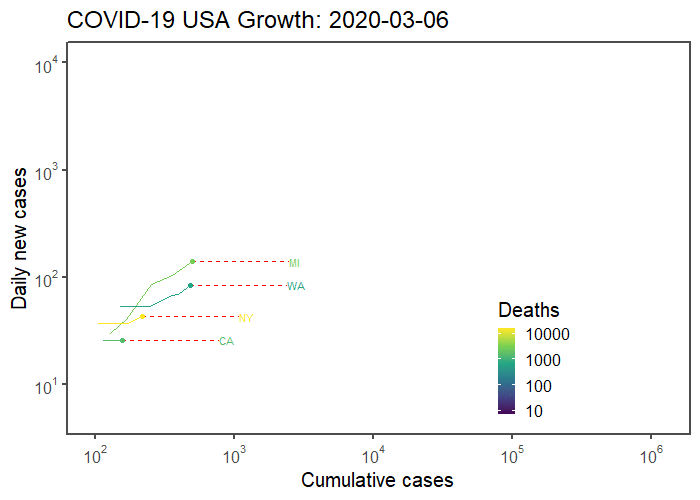 COVID-19 USA Growth: 2020-03-06
Daily new cases
10⁴
10³
10²
10¹
MI
WA
NY
CA
Deaths
10000
1000
100
10
10²
10³
10⁴
10⁵
10⁶
Cumulative cases